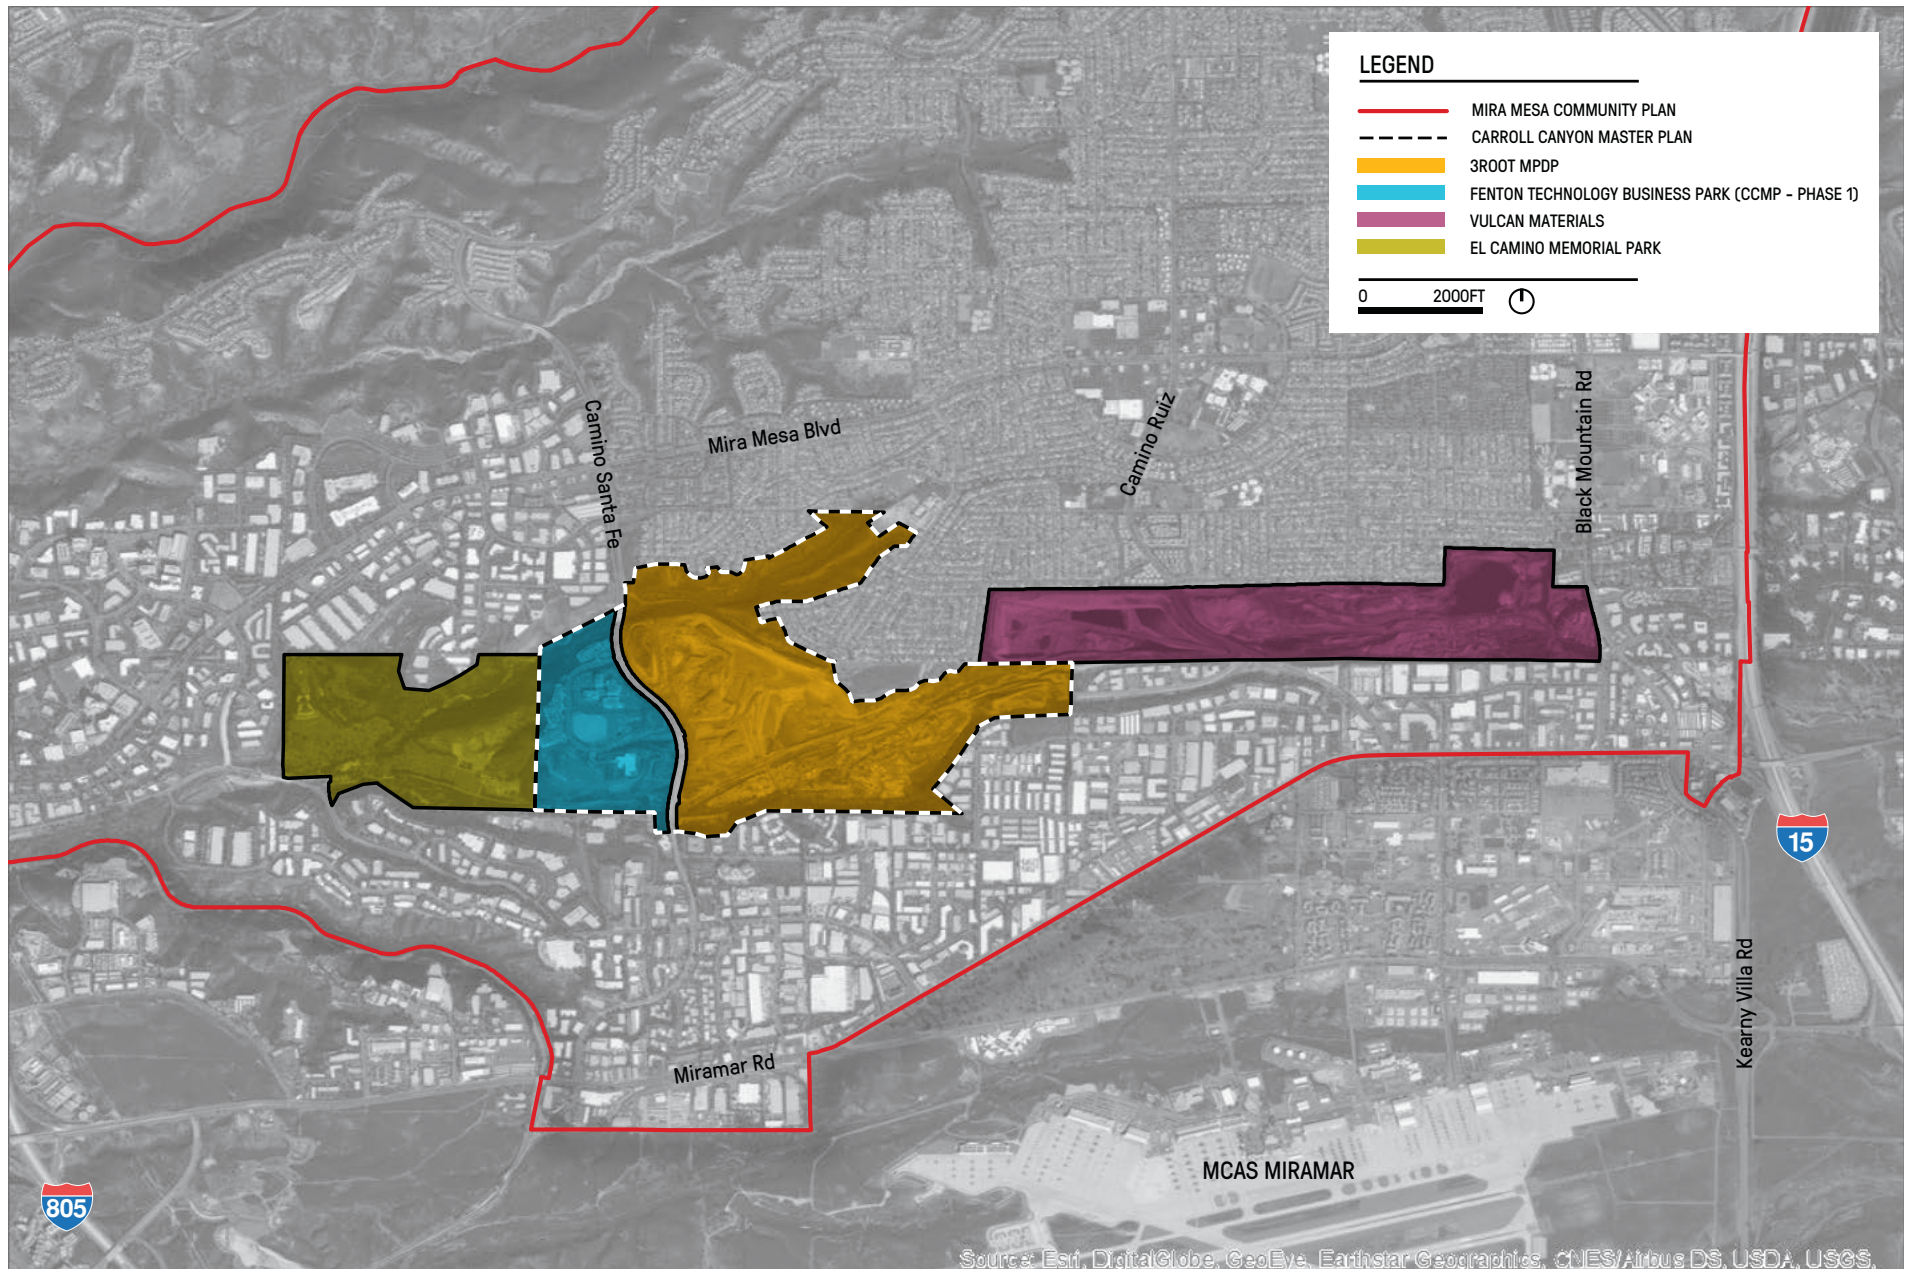 LEGEND
MIRA MESA COMMUNITY PLAN
CARROLL CANYON MASTER PLAN
3ROOT MPDP
FENTON TECHNOLOGY BUSINESS PARK (CCMP - PHASE 1)
VULCAN MATERIALS
EL CAMINO MEMORIAL PARK
0 2000FT
Camino Santa Fe
Mira Mesa Blvd
Camino Ruiz
Black Mountain Rd
15
Kearny Villa Rd
Miramar Rd
MCAS MIRAMAR
805
Source: Esri, DigitalGlobe, GeoEye, Earthstar Geographics, CNES/Airbus DS, USDA, USGS,